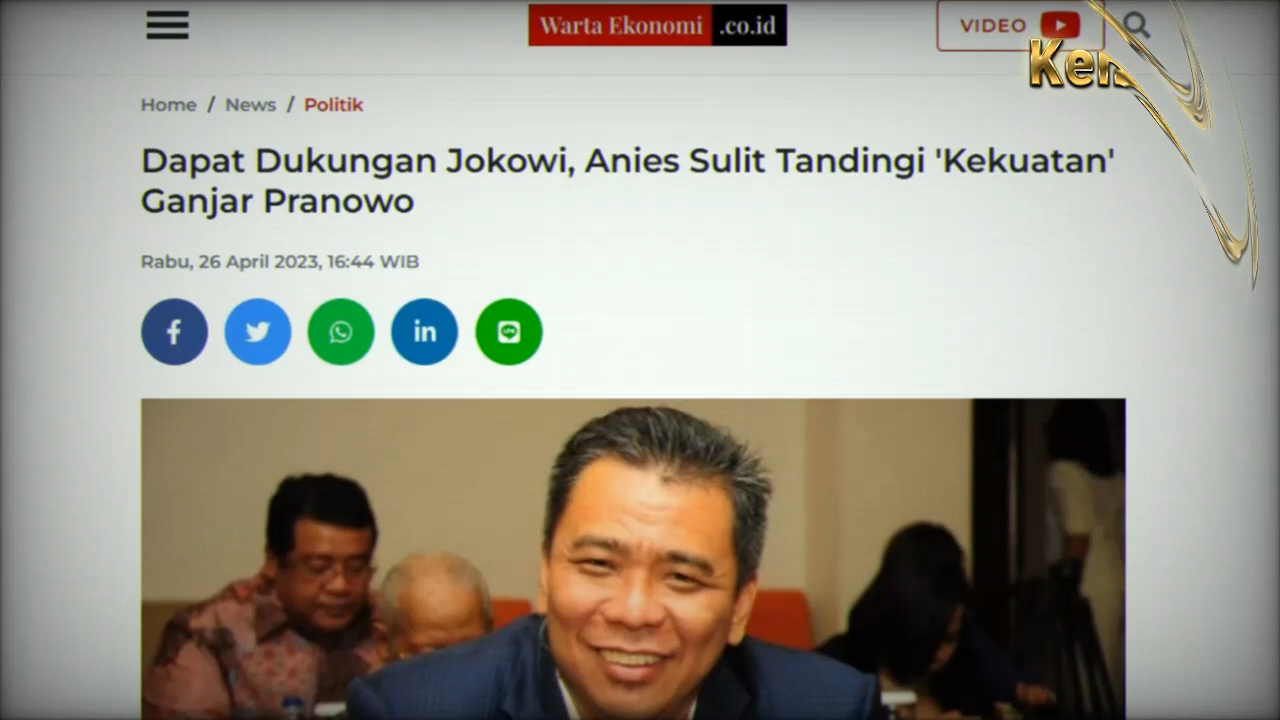 Warta Ekonomi .co.id
VIDEO
Ken
Home / News / Politik
Dapat Dukungan Jokowi, Anies Sulit Tandingi 'Kekuatan'
Ganjar Pranowo
Rabu, 26 April 2023, 16:44 WIB